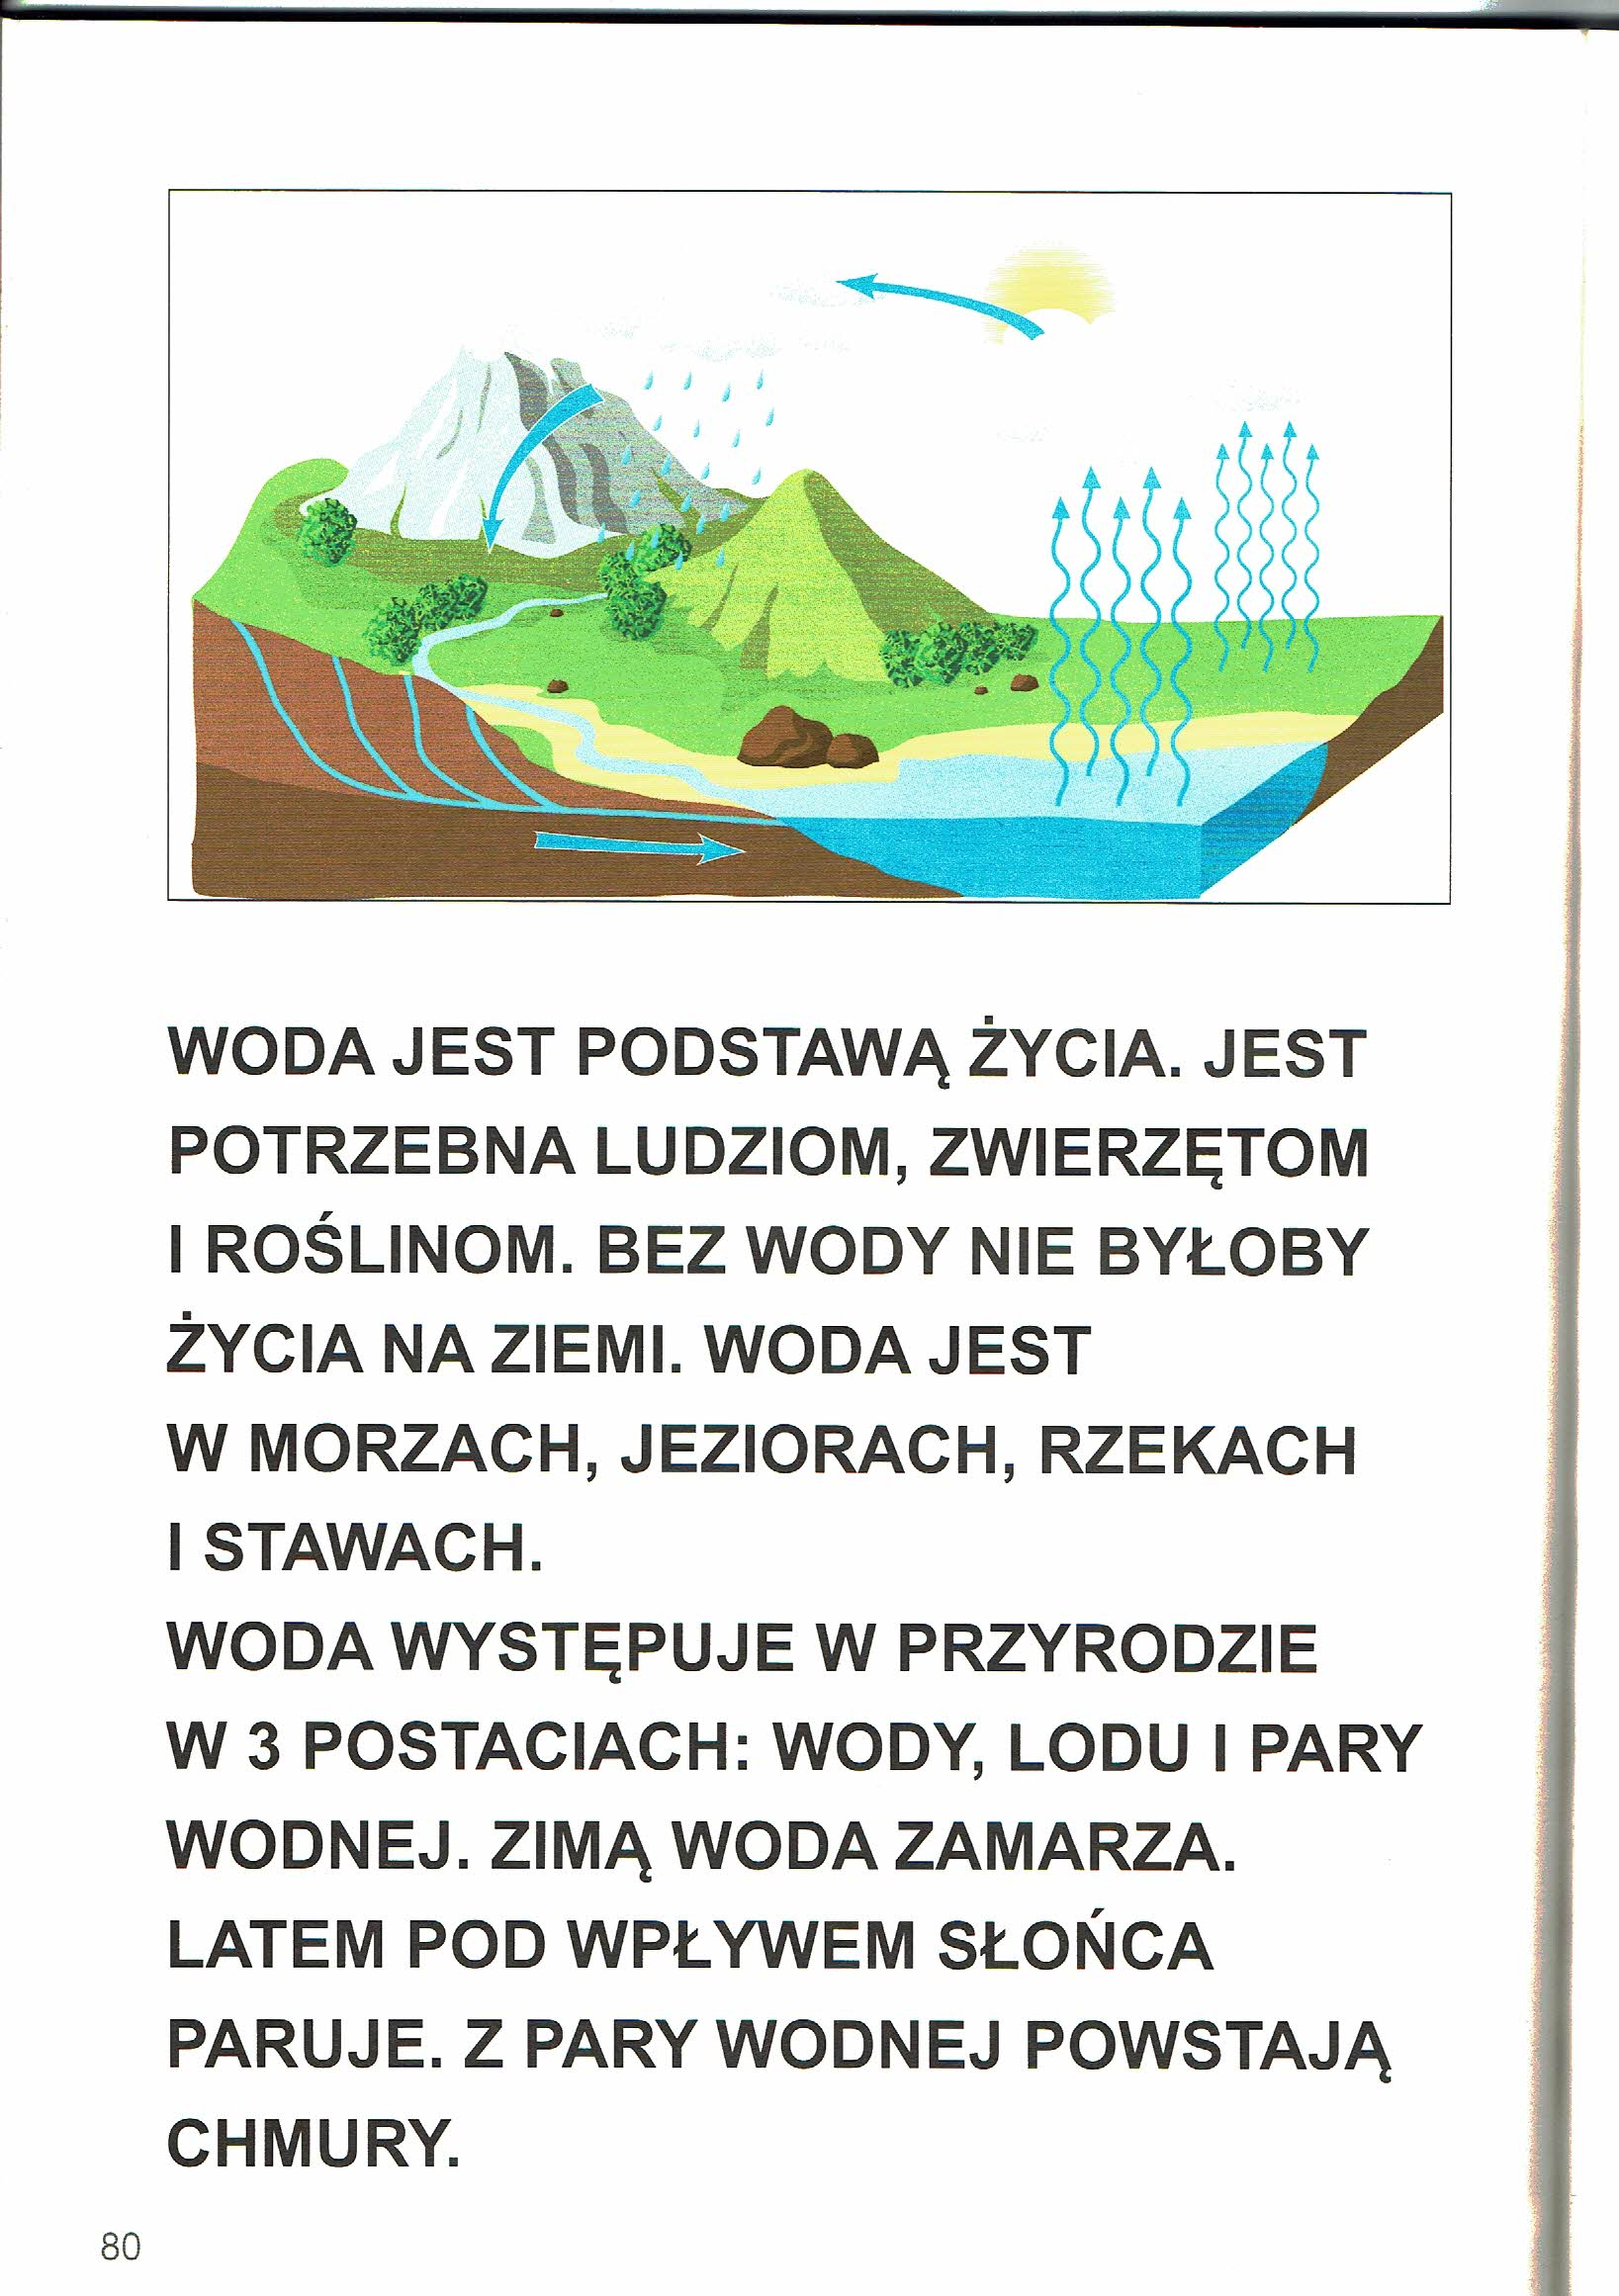 WODA JEST PODSTAWĄ ŻYCIA. JEST
POTRZEBNA LUDZIOM, ZWIERZĘTOM
I ROŚLINOM. BEZ WODY NIE BYŁOBY
ŻYCIA NA ZIEMI. WODA JEST
W MORZACH, JEZIORACH, RZEKACH
I STAWACH.
WODA WYSTĘPUJE W PRZYRODZIE
W 3 POSTACIACH: WODY, LODU I PARY
WODNEJ. ZIMĄ WODA ZAMARZA.
LATEM POD WPŁYWEM SŁOŃCA
PARUJE. Z PARY WODNEJ POWSTAJĄ
CHMURY.
80